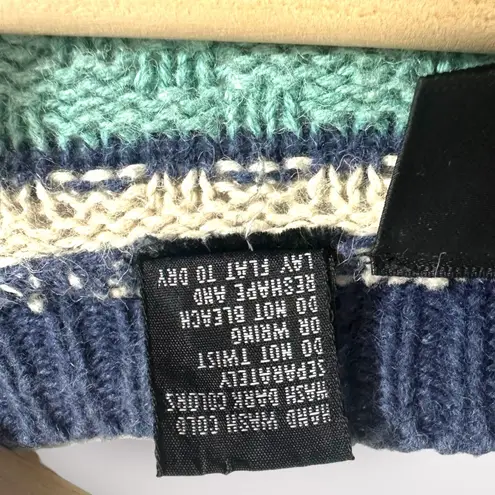 HAND WASH COLD
WASH DARK COLORS
SEPARATELY
DO NOT TWIST
OR WRING
DO NOT BLEACH
RESHAPE AND
LAY FLAT TO DRY